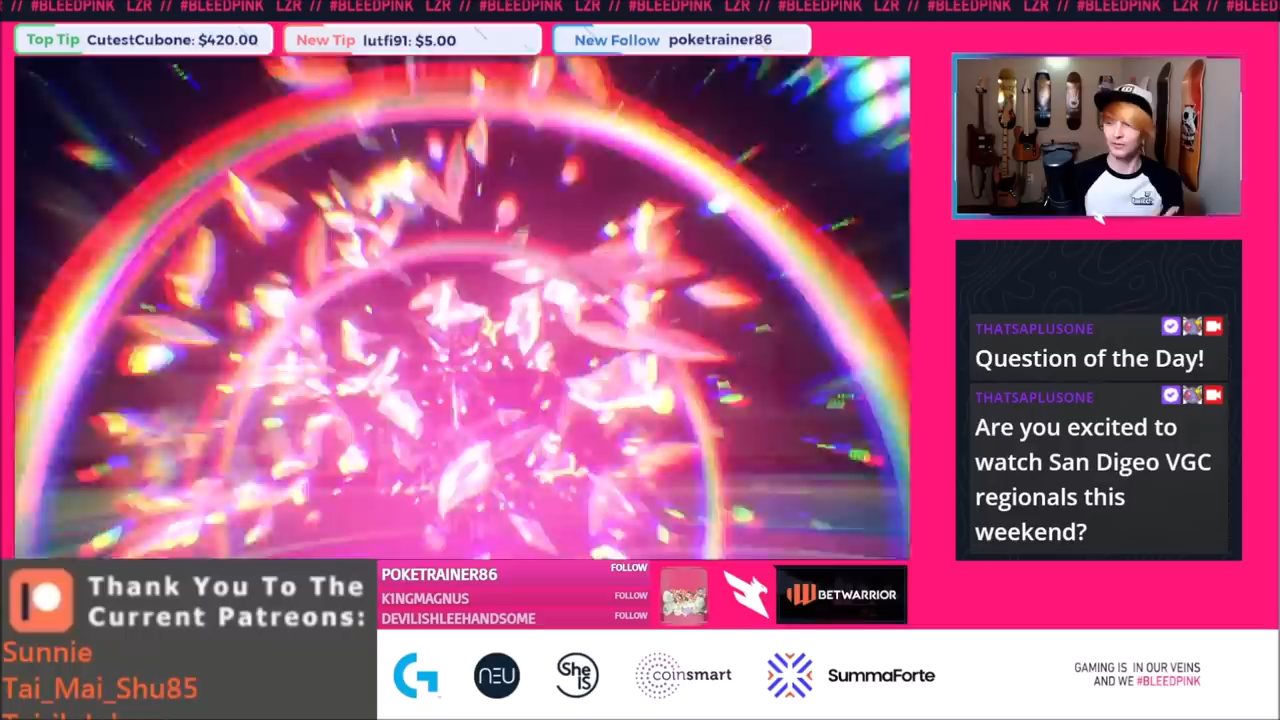 // #BLEEDPINK LZR // #BLEEDPINK LZR // #BLEEDPINK LZR // #BLEEDPINK LZR // #BLEEDPINK LZR // #BLEEDPINK LZR // #BLEEDPINK LZR // #BLEEDPINK LZR // #BLEED
Top Tip CutestCubone: $420.00
New Tip lutfi91: $5.00
New Follow poketrainer86
THATSAPLUSONE
Question of the Day!
THATSAPLUSONE
Are you excited to
watch San Digeo VGC
regionals this
weekend?
Thank You To The
Current Patreons:
Sunnie
Tai_Mai_Shu85
POKETRAINER86 FOLLOW
K1NGMAGNUS FOLLOW
DEVILISHLEEHANDSOME FOLLOW
BETWARRIOR
G
NEU
She
IS
coinsmart
SummaForte
GAMING IS IN OUR VEINS
AND WE #BLEEDPINK